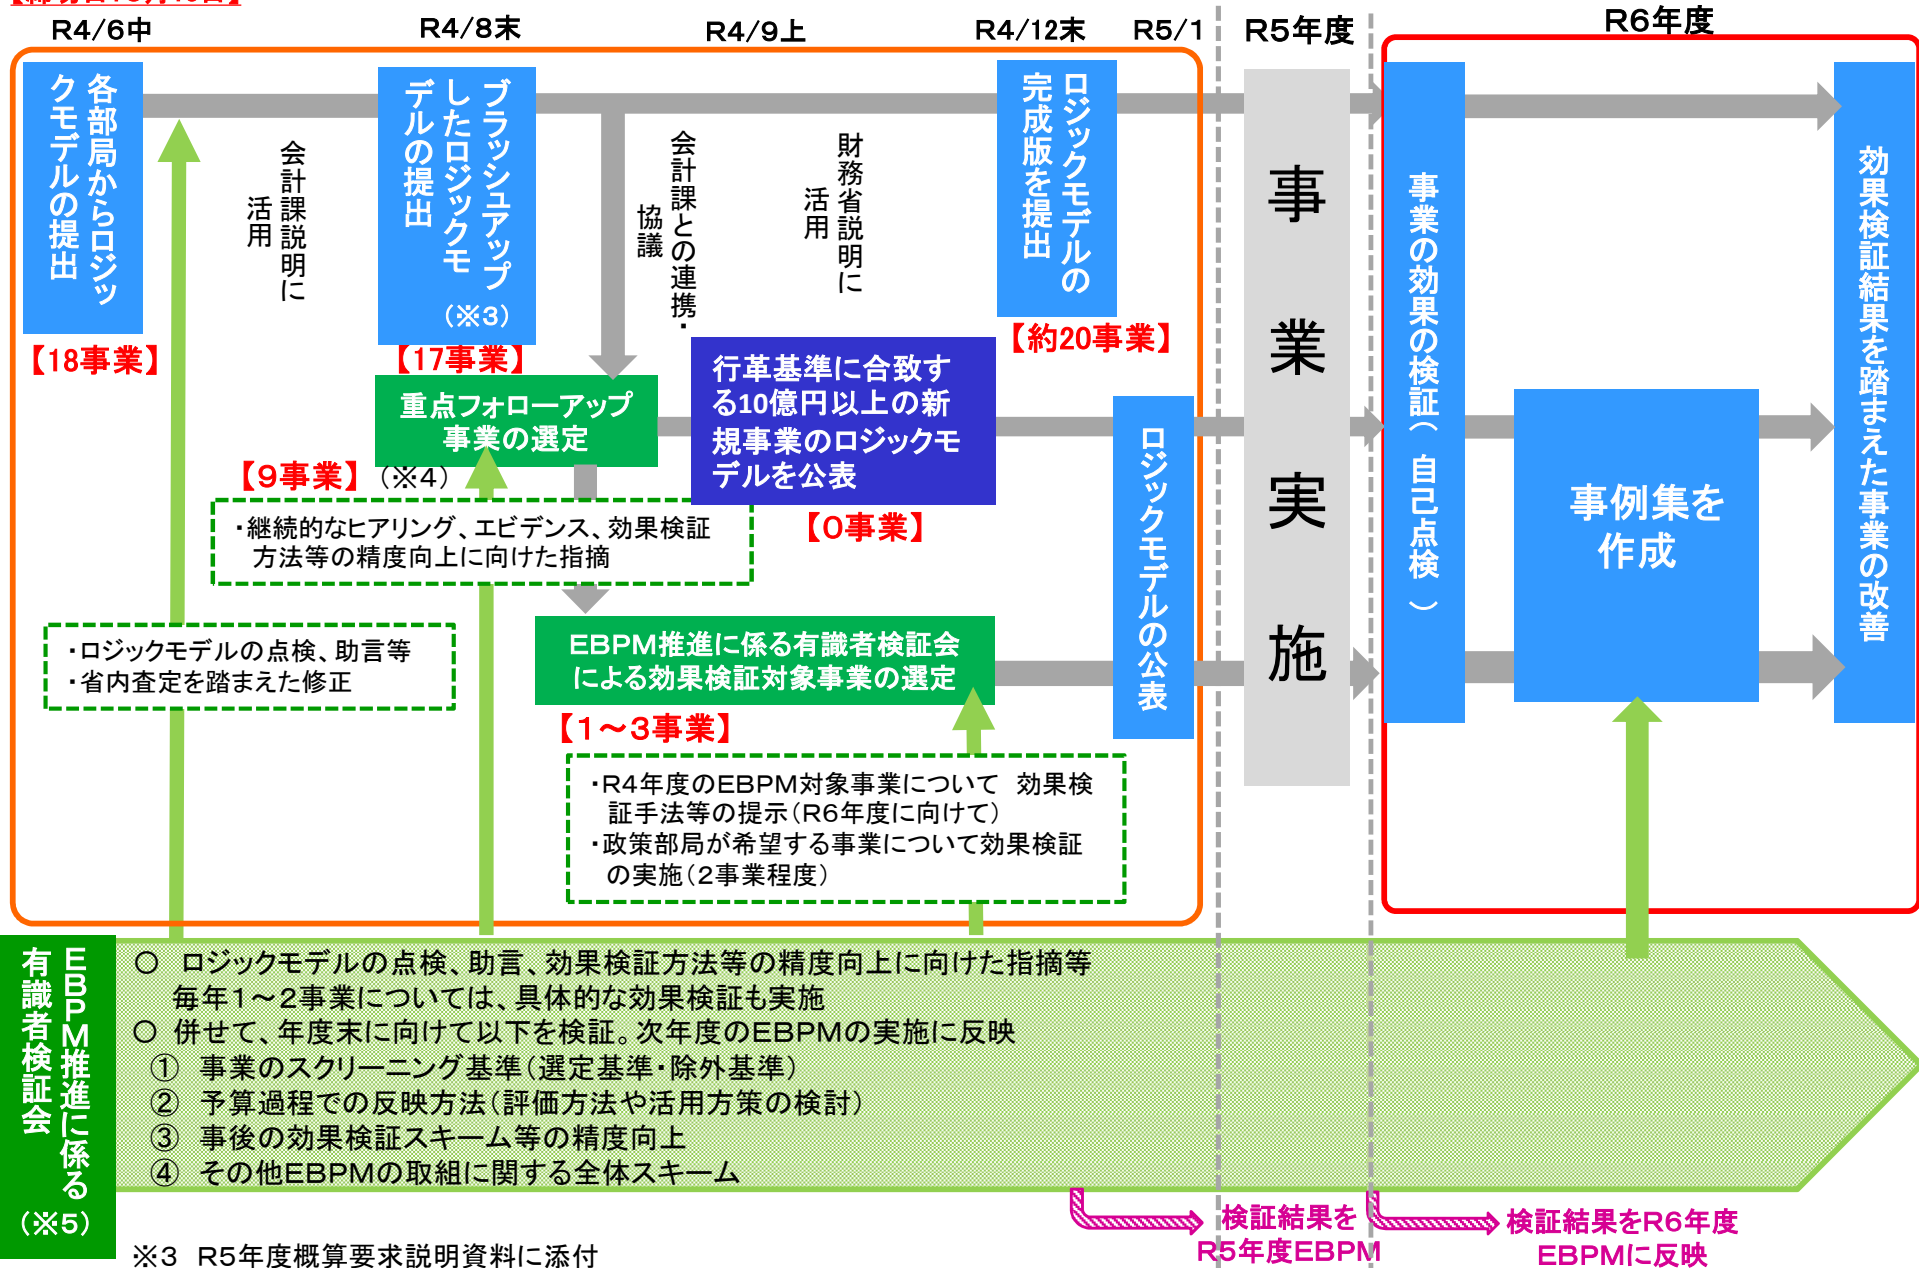 R4/6中
R4/8末
R4/9上
R4/12末
R5/1
R5年度
R6年度
各部局からロジッ
クモデルの提出
【18事業】
会計課説明に
活用
ブラッシュアップ
したロジックモ
デルの提出
(※3)
【17事業】
会計課との連携・
協議
財務省説明に
活用
ロジックモデルの
完成版を提出
【約20事業】
重点フォローアップ
事業の選定
【9事業】(※4)
行革基準に合致す
る10億円以上の新
規事業のロジックモ
デルを公表
【0事業】
・継続的なヒアリング、エビデンス、効果検証
方法等の精度向上に向けた指摘
・ロジックモデルの点検、助言等
・省内査定を踏まえた修正
EBPM推進に係る有識者検証会
による効果検証対象事業の選定
【1～3事業】
・R4年度のEBPM対象事業について 効果検
証手法等の提示(R6年度に向けて)
・政策部局が希望する事業について効果検証
の実施(2事業程度)
ロジックモデルの公表
事業実施
事業の効果の検証(自己点検)
事例集を
作成
効果検証結果を踏まえた事業の改善
EBPM推進に係る
有識者検証会
(※5)
○ ロジックモデルの点検、助言、効果検証方法等の精度向上に向けた指摘等
毎年1～2事業については、具体的な効果検証も実施
○ 併せて、年度末に向けて以下を検証。次年度のEBPMの実施に反映
① 事業のスクリーニング基準(選定基準・除外基準)
② 予算過程での反映方法(評価方法や活用方策の検討)
③ 事後の効果検証スキーム等の精度向上
④ その他EBPMの取組に関する全体スキーム
検証結果を
R5年度EBPM
検証結果をR6年度
EBPMに反映
※3 R5年度概算要求説明資料に添付